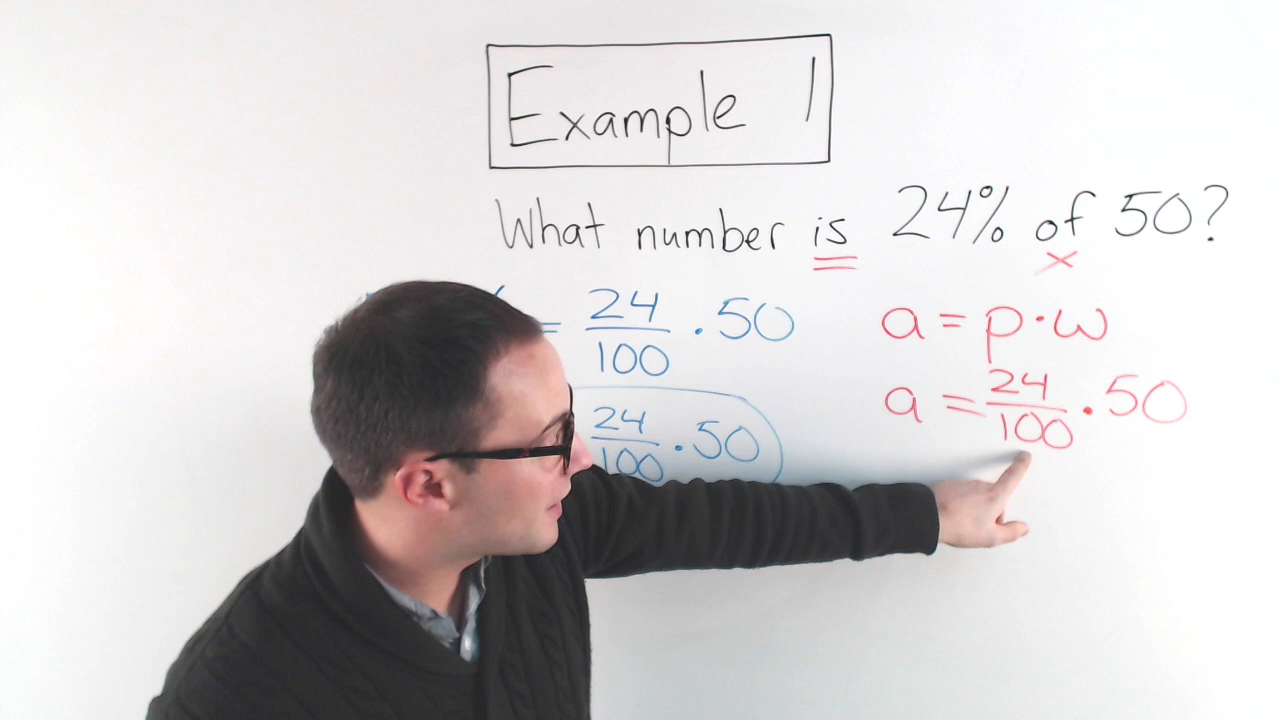 Example 1
What number is 24% of 50?
×
= 24/100 · 50
a = p · w
24/100 · 50
a = 24/100 · 50